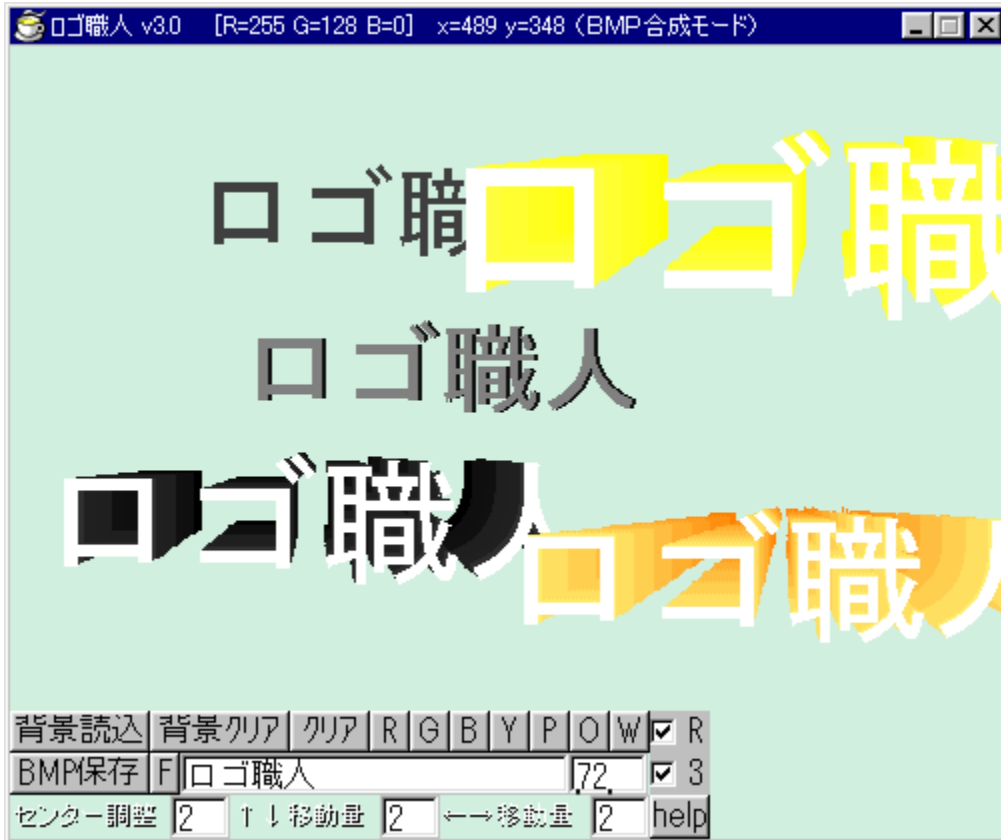 ロゴ職人 v3.0 [R=255 G=128 B=0] x=489 y=348 (BMP合成モード)
ロゴ職
ロゴ職
ロゴ職人
ロゴ職人
ロゴ職人
背景読込 背景クリア クリア R G B Y P O W R
BMP保存 F ロゴ職人 72 3
センター調整 2 ↑↓移動量 2 ←→移動量 2 help